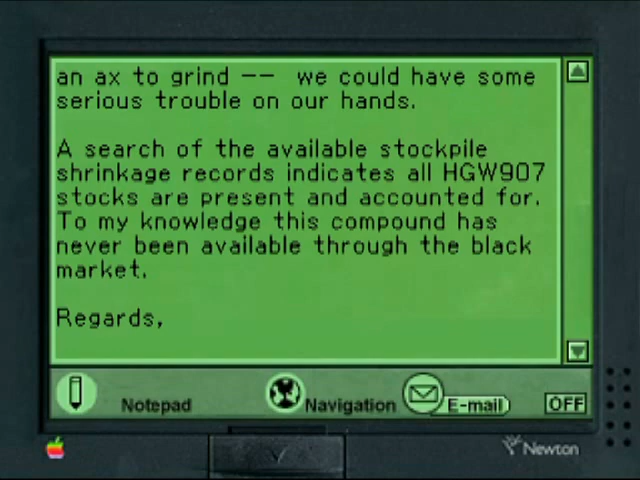 an ax to grind -- we could have some
serious trouble on our hands.
A search of the available stockpile
shrinkage records indicates all HGW907
stocks are present and accounted for.
To my knowledge this compound has
never been available through the black
market.
Regards,
Notepad
Navigation
E-mail
OFF
Newton